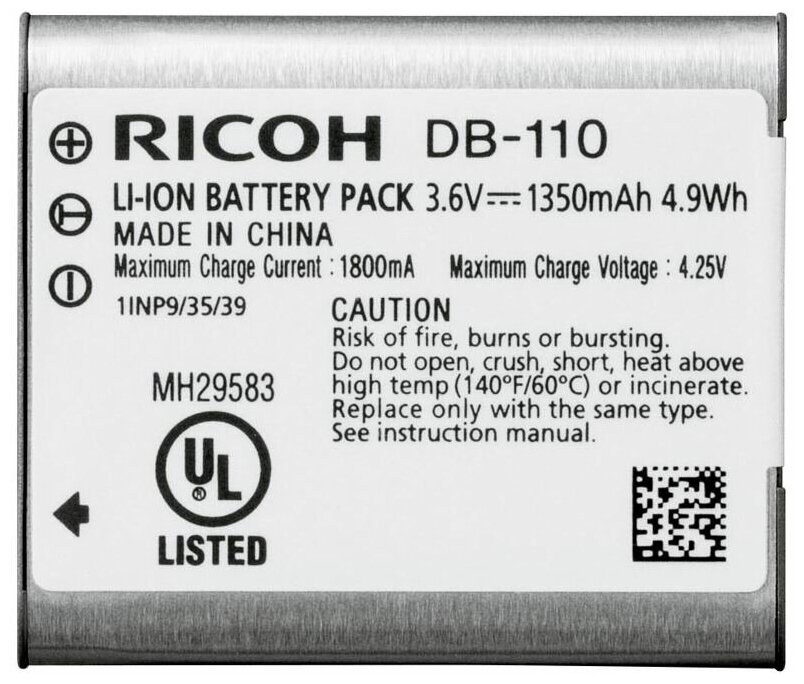 RICOH DB-110
LI-ION BATTERY PACK 3.6V⎓1350mAh 4.9Wh
MADE IN CHINA
Maximum Charge Current : 1800mA Maximum Charge Voltage : 4.25V
1INP9/35/39
CAUTION
Risk of fire, burns or bursting.
Do not open, crush, short, heat above
high temp (140°F/60°C) or incinerate.
Replace only with the same type.
See instruction manual.
MH29583
UL®
LISTED